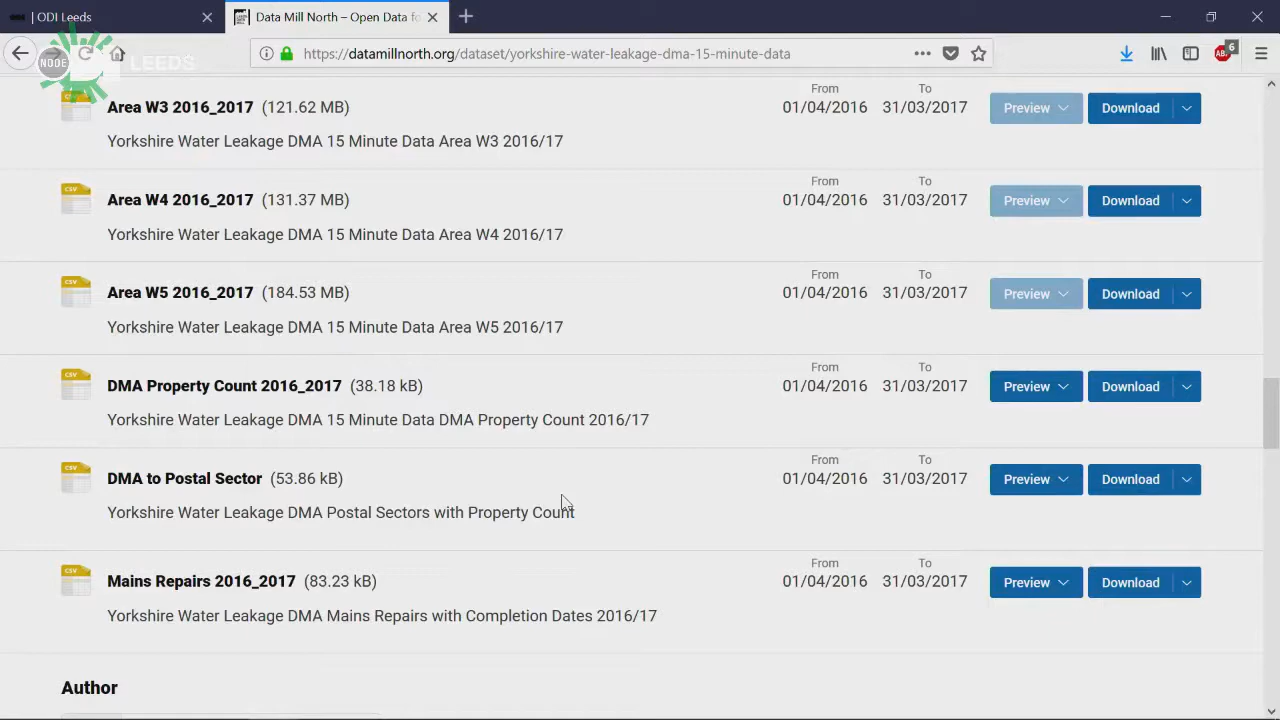 | ODI Leeds
Data Mill North – Open Data fo
https://datamillnorth.org/dataset/yorkshire-water-leakage-dma-15-minute-data
ABP
6
NODE
LEEDS
Area W3 2016_2017 (121.62 MB)
From To
01/04/2016 31/03/2017
Preview Download
Yorkshire Water Leakage DMA 15 Minute Data Area W3 2016/17
CSV
Area W4 2016_2017 (131.37 MB)
From To
01/04/2016 31/03/2017
Preview Download
Yorkshire Water Leakage DMA 15 Minute Data Area W4 2016/17
CSV
Area W5 2016_2017 (184.53 MB)
From To
01/04/2016 31/03/2017
Preview Download
Yorkshire Water Leakage DMA 15 Minute Data Area W5 2016/17
CSV
DMA Property Count 2016_2017 (38.18 kB)
From To
01/04/2016 31/03/2017
Preview Download
Yorkshire Water Leakage DMA 15 Minute Data DMA Property Count 2016/17
CSV
DMA to Postal Sector (53.86 kB)
From To
01/04/2016 31/03/2017
Preview Download
Yorkshire Water Leakage DMA Postal Sectors with Property Count
CSV
Mains Repairs 2016_2017 (83.23 kB)
From To
01/04/2016 31/03/2017
Preview Download
Yorkshire Water Leakage DMA Mains Repairs with Completion Dates 2016/17
Author